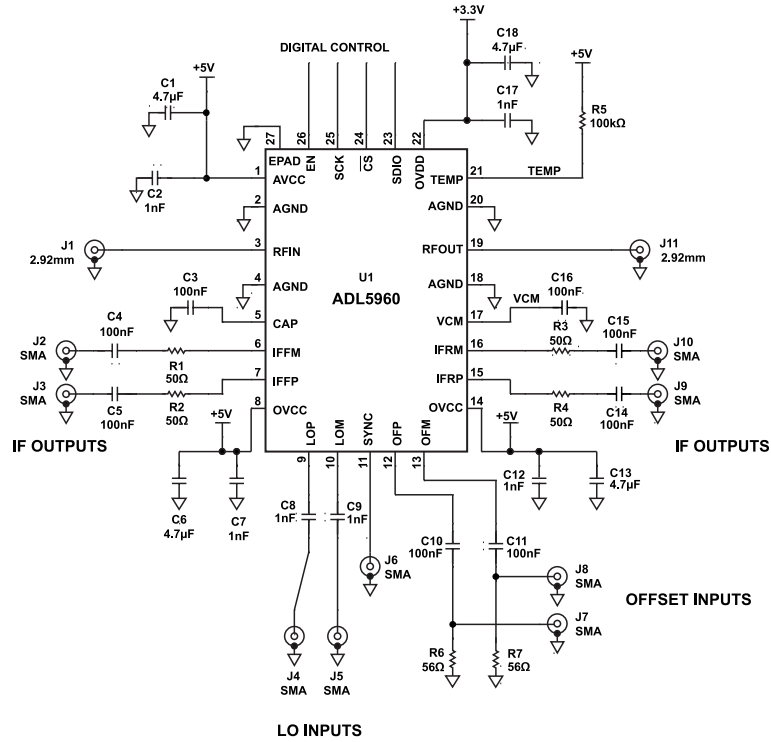 +3.3V
C18
4.7µF
DIGITAL CONTROL
+5V
+5V
C1
4.7µF
C17
1nF
R5
100kΩ
27
26
25
24
23
22
EPAD
EN
SCK
CS
SDIO
OVDD
C2
1nF
1
AVCC
TEMP
21
TEMP
2
AGND
AGND
20
J1
2.92mm
3
RFIN
RFOUT
19
J11
2.92mm
U1
ADL5960
4
AGND
AGND
18
C3
100nF
5
CAP
VCM
17
VCM
C16
100nF
J2
SMA
C4
100nF
R1
50Ω
6
IFFM
IFRM
16
R3
50Ω
C15
100nF
J10
SMA
J3
SMA
C5
100nF
R2
50Ω
7
IFFP
IFRP
15
R4
50Ω
C14
100nF
J9
SMA
8
OVCC
OVCC
14
IF OUTPUTS
IF OUTPUTS
+5V
+5V
LOP
LOM
SYNC
OFP
OFM
9
10
11
12
13
C6
4.7µF
C7
1nF
C8
1nF
C9
1nF
C12
1nF
C13
4.7µF
C10
100nF
C11
100nF
J6
SMA
J8
SMA
OFFSET INPUTS
J7
SMA
J4
SMA
J5
SMA
R6
56Ω
R7
56Ω
LO INPUTS